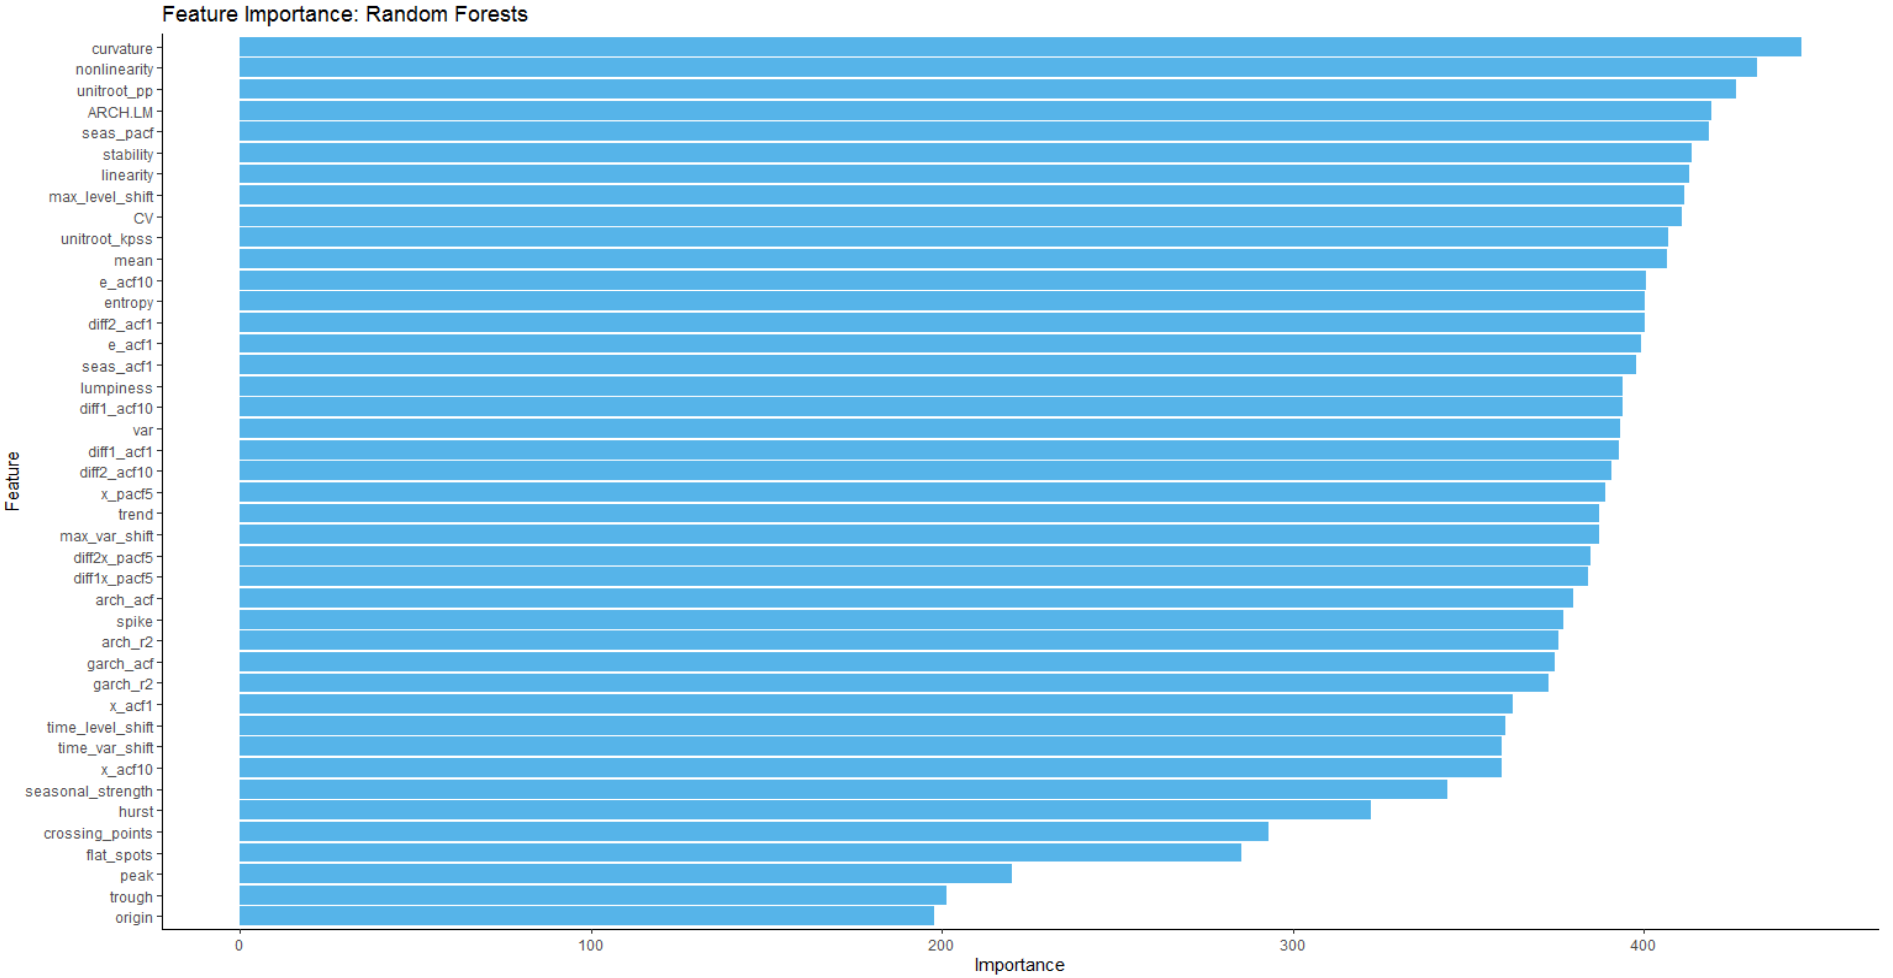 Feature Importance: Random Forests
curvature
nonlinearity
unitroot_pp
ARCH.LM
seas_pacf
stability
linearity
max_level_shift
CV
unitroot_kpss
mean
e_acf10
entropy
diff2_acf1
e_acf1
seas_acf1
lumpiness
diff1_acf10
var
diff1_acf1
diff2_acf10
x_pacf5
trend
max_var_shift
diff2x_pacf5
diff1x_pacf5
arch_acf
spike
arch_r2
garch_acf
garch_r2
x_acf1
time_level_shift
time_var_shift
x_acf10
seasonal_strength
hurst
crossing_points
flat_spots
peak
trough
origin
Feature
0 100 200 300 400
Importance